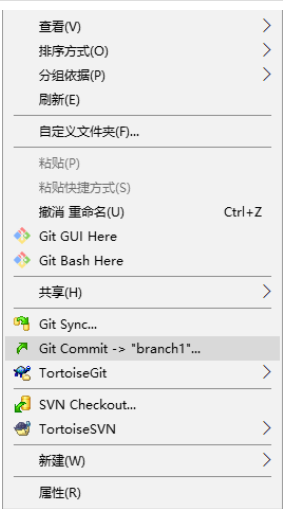 查看(V)
排序方式(O)
分组依据(P)
刷新(E)
自定义文件夹(F)...
粘贴(P)
粘贴快捷方式(S)
撤消 重命名(U) Ctrl+Z
Git GUI Here
Git Bash Here
共享(H)
Git Sync...
Git Commit -> "branch1"...
TortoiseGit
SVN Checkout...
TortoiseSVN
新建(W)
属性(R)